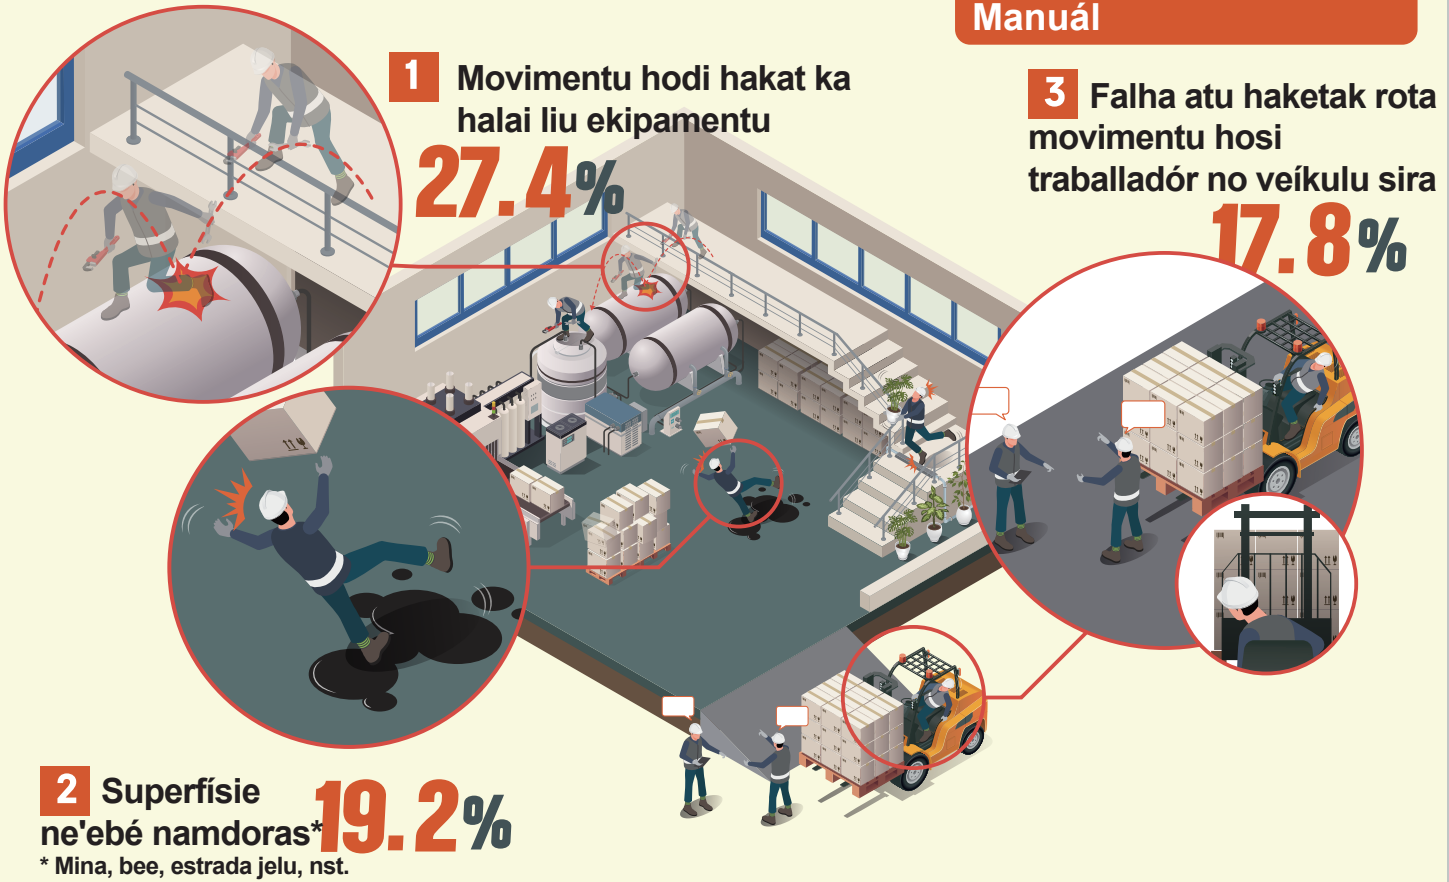 Manuál
1 Movimentu hodi hakat ka
halai liu ekipamentu
27.4%
3 Falha atu haketak rota
movimentu hosi
traballadór no veíkulu sira
17.8%
2 Superfísie
ne'ebé namdoras*
19.2%
* Mina, bee, estrada jelu, nst.